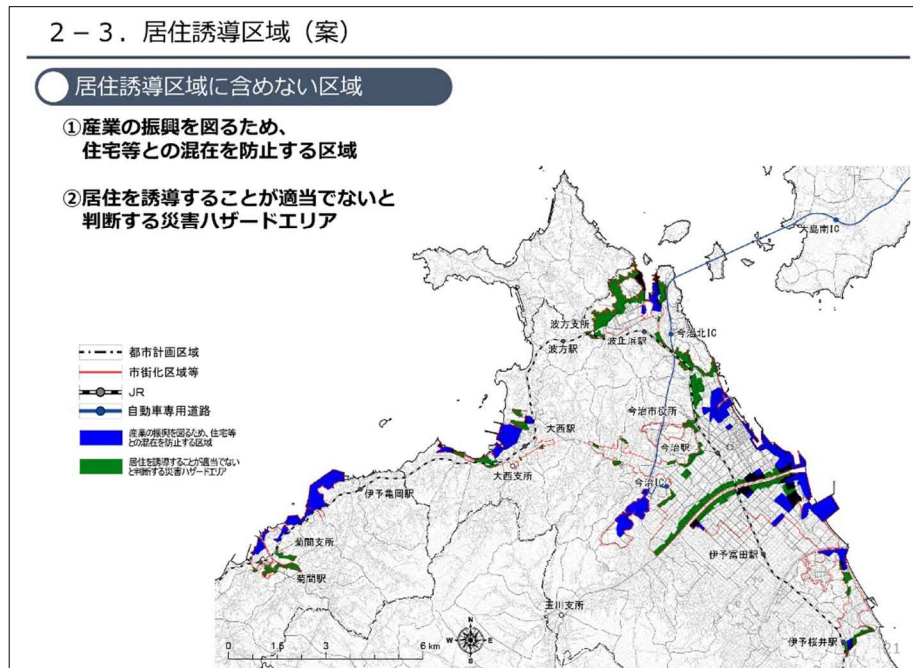 ２－３．居住誘導区域（案）
居住誘導区域に含めない区域
①産業の振興を図るため、
住宅等との混在を防止する区域
②居住を誘導することが適当でないと
判断する災害ハザードエリア
大島南IC
波方支所
波方駅
波止浜駅
今治北IC
都市計画区域
市街化区域等
JR
自動車専用道路
産業の振興を図るため、住宅等
との混在を防止する区域
居住を誘導することが適当でない
と判断する災害ハザードエリア
今治市役所
大西駅
今治駅
大西支所
伊予亀岡駅
今治IC
菊間支所
菊間駅
伊予富田駅
玉川支所
伊予桜井駅
N
W E
S
0 1.5 3 6 km
21